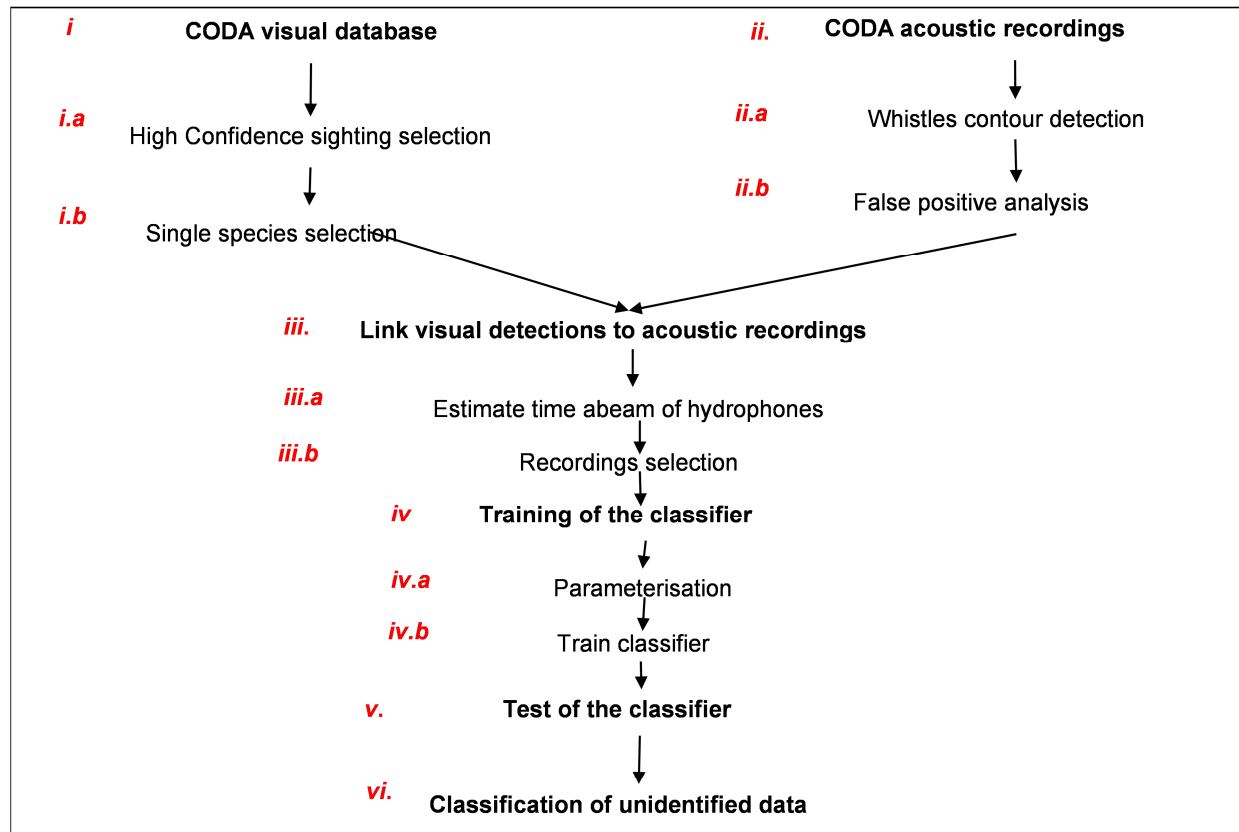 i CODA visual database
ii. CODA acoustic recordings
i.a High Confidence sighting selection
ii.a Whistles contour detection
i.b Single species selection
ii.b False positive analysis
iii. Link visual detections to acoustic recordings
iii.a Estimate time abeam of hydrophones
iii.b Recordings selection
iv Training of the classifier
iv.a Parameterisation
iv.b Train classifier
v. Test of the classifier
vi. Classification of unidentified data